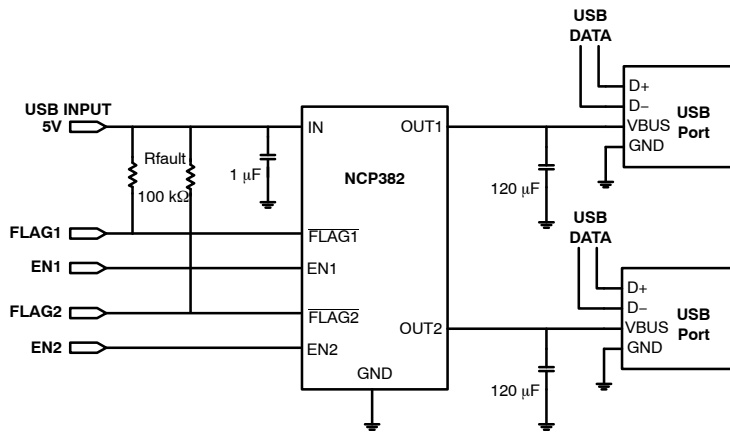 USB
DATA
D+
D−
VBUS
GND
USB
Port
USB INPUT
5V
Rfault
100 kΩ
1 μF
IN
OUT1
NCP382
120 μF
FLAG1
FLAG1
EN1
EN1
FLAG2
FLAG2
EN2
EN2
OUT2
GND
120 μF
USB
DATA
D+
D−
VBUS
GND
USB
Port